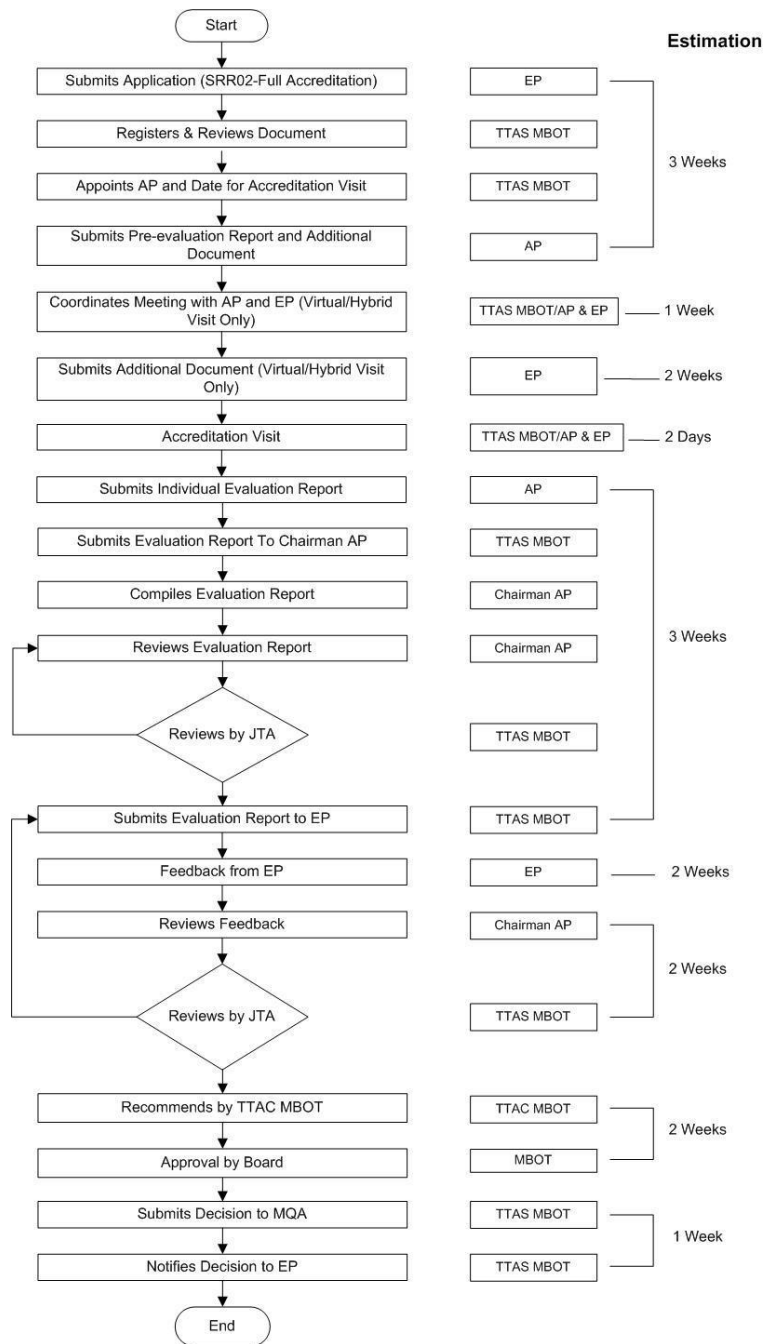 Start
Estimation
Submits Application (SRR02-Full Accreditation)
EP
Registers & Reviews Document
TTAS MBOT
3 Weeks
Appoints AP and Date for Accreditation Visit
TTAS MBOT
Submits Pre-evaluation Report and Additional
Document
AP
Coordinates Meeting with AP and EP (Virtual/Hybrid
Visit Only)
TTAS MBOT/AP & EP
1 Week
Submits Additional Document (Virtual/Hybrid Visit
Only)
EP
2 Weeks
Accreditation Visit
TTAS MBOT/AP & EP
2 Days
Submits Individual Evaluation Report
AP
Submits Evaluation Report To Chairman AP
TTAS MBOT
Compiles Evaluation Report
Chairman AP
3 Weeks
Reviews Evaluation Report
Chairman AP
Reviews by JTA
TTAS MBOT
Submits Evaluation Report to EP
TTAS MBOT
Feedback from EP
EP
2 Weeks
Reviews Feedback
Chairman AP
2 Weeks
Reviews by JTA
TTAS MBOT
Recommends by TTAC MBOT
TTAC MBOT
2 Weeks
Approval by Board
MBOT
Submits Decision to MQA
TTAS MBOT
1 Week
Notifies Decision to EP
TTAS MBOT
End